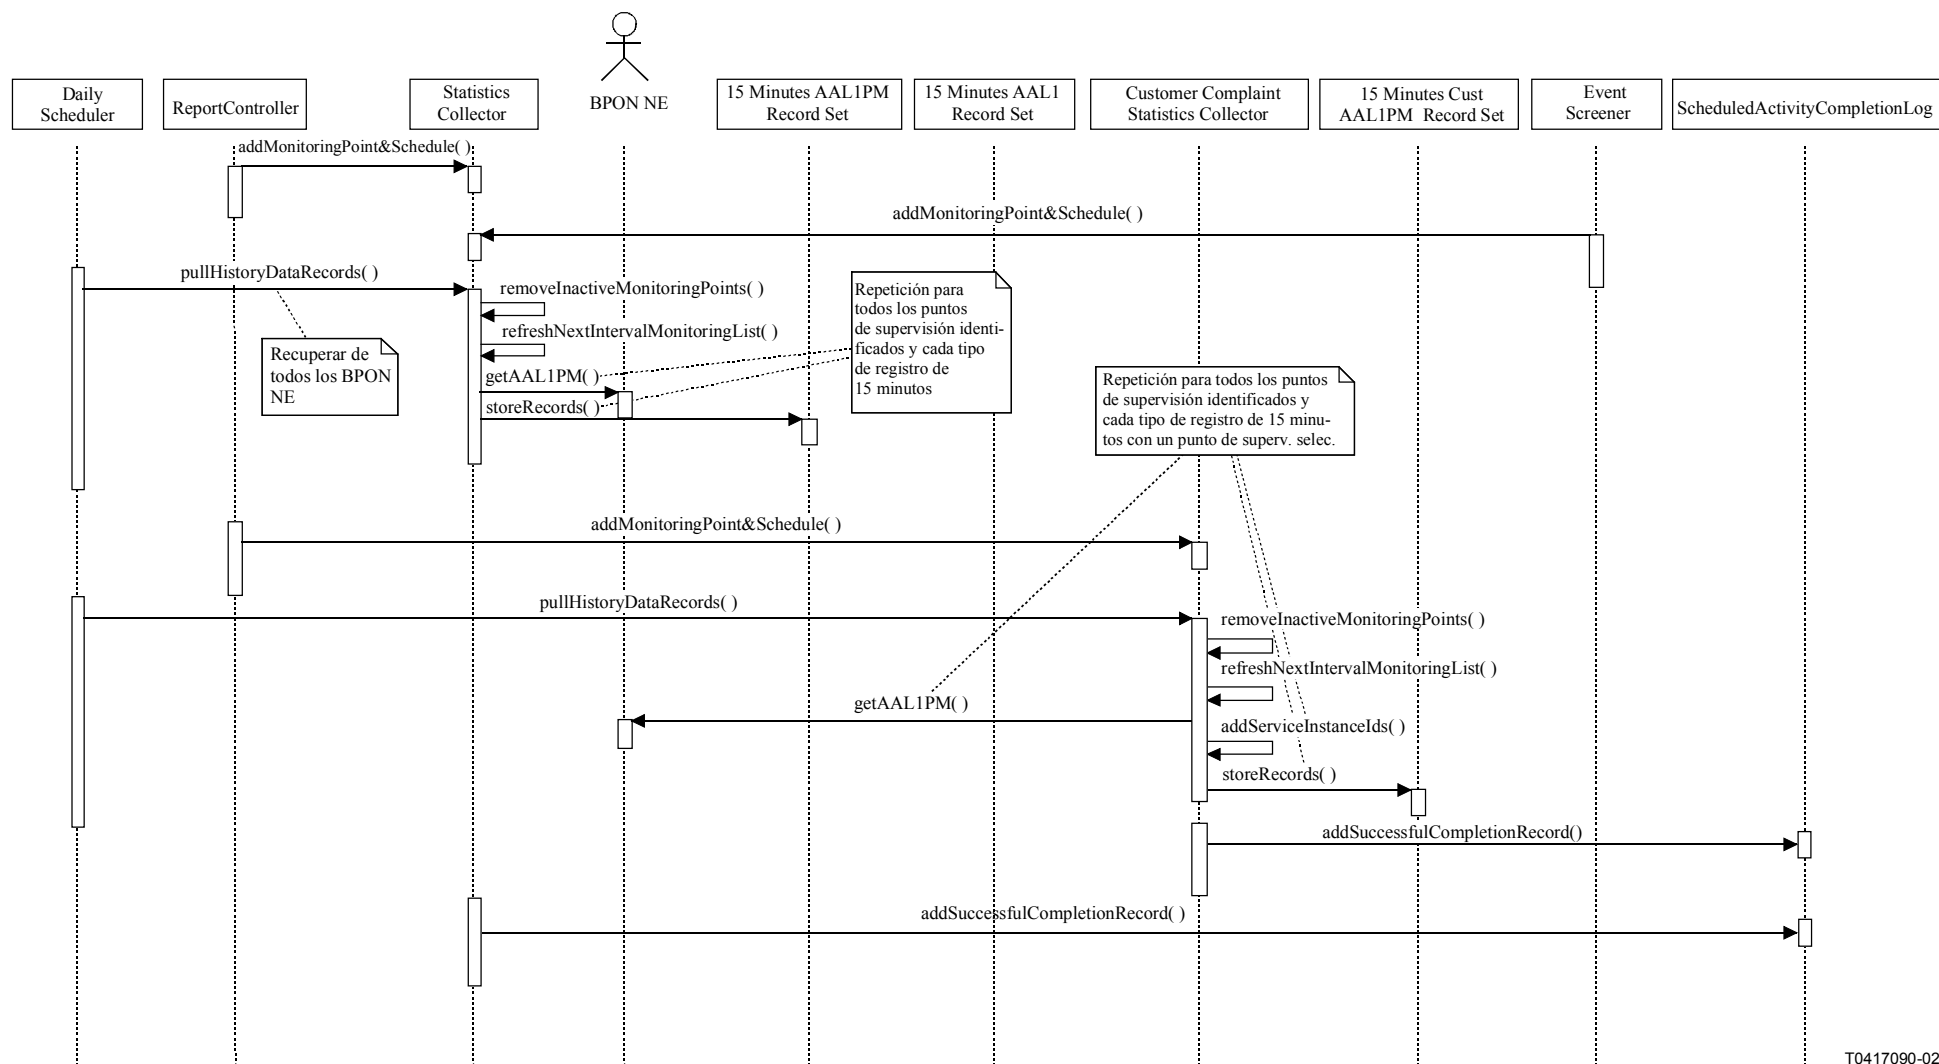 Daily
Scheduler
ReportController
Statistics
Collector
BPON NE
15 Minutes AAL1PM
Record Set
15 Minutes AAL1
Record Set
Customer Complaint
Statistics Collector
15 Minutes Cust
AAL1PM Record Set
Event
Screener
ScheduledActivityCompletionLog
addMonitoringPoint&Schedule( )
addMonitoringPoint&Schedule( )
pullHistoryDataRecords( )
removeInactiveMonitoringPoints( )
refreshNextIntervalMonitoringList( )
getAAL1PM( )
storeRecords( )
Recuperar de
todos los BPON
NE
Repetición para
todos los puntos
de supervisión identi-
ficados y cada tipo
de registro de
15 minutos
Repetición para todos los puntos
de supervisión identificados y
cada tipo de registro de 15 minu-
tos con un punto de superv. selec.
addMonitoringPoint&Schedule( )
pullHistoryDataRecords( )
removeInactiveMonitoringPoints( )
refreshNextIntervalMonitoringList( )
getAAL1PM( )
addServiceInstanceIds( )
storeRecords( )
addSuccessfulCompletionRecord()
addSuccessfulCompletionRecord( )
T0417090-02